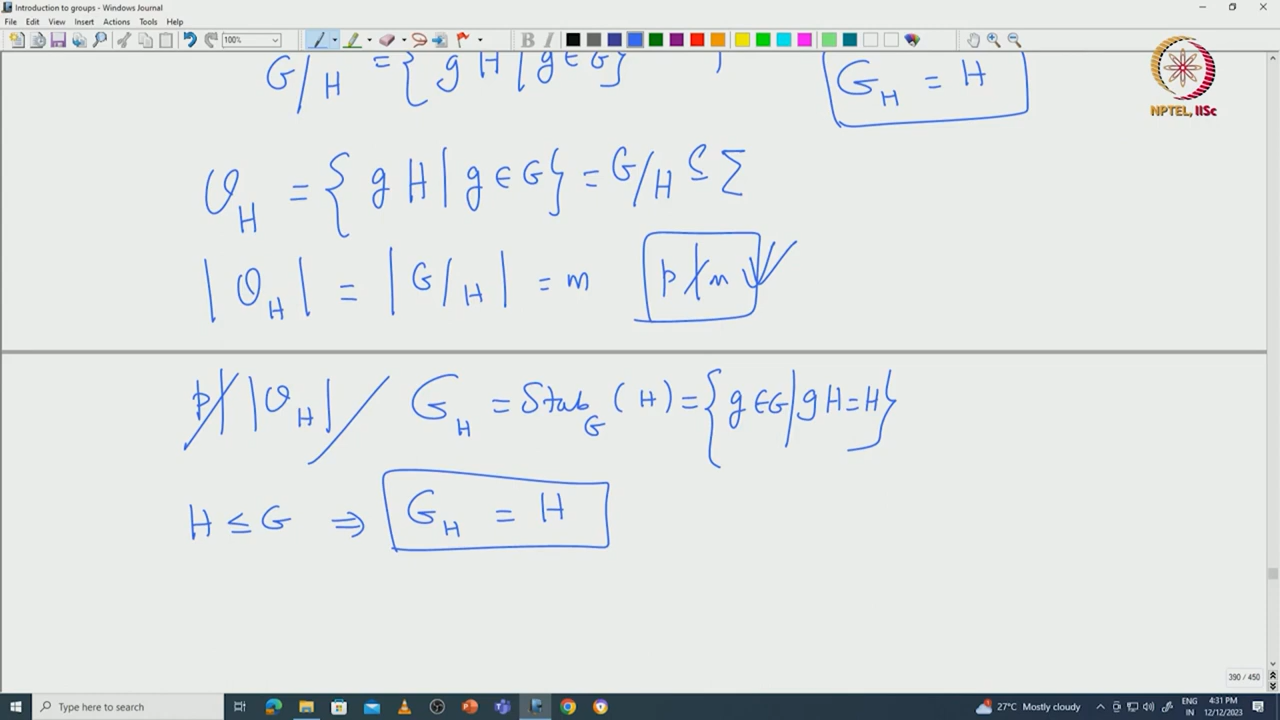 Introduction to groups - Windows Journal
File Edit View Insert Actions Tools Help
100%
G/H = { gH | g ∈ G }
G_H = H
NPTEL, IISc
O_H = { gH | g ∈ G } = G/H ⊆ Σ
|O_H| = |G/H| = m p ∤ m
p ∤ |O_H| G_H = Stab_G (H) = { g ∈ G | gH = H }
H ≤ G ⇒ G_H = H
390 / 450
Type here to search
27°C Mostly cloudy
ENG
IN
4:31 PM
12/12/2023